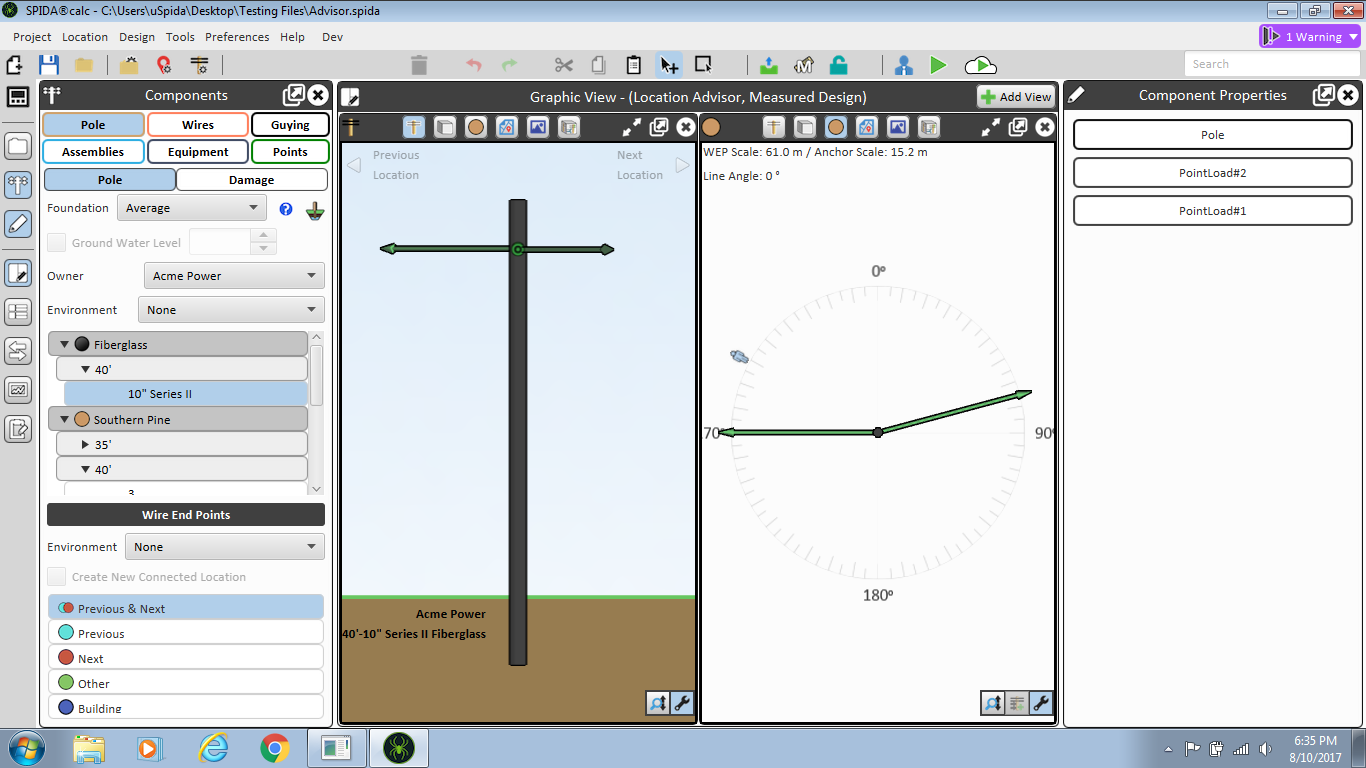 SPIDA®calc - C:\Users\uSpida\Desktop\Testing Files\Advisor.spida
Project Location Design Tools Preferences Help Dev
1 Warning
Search
Components
Pole Wires Guying
Assemblies Equipment Points
Pole Damage
Foundation Average
Ground Water Level
Owner Acme Power
Environment None
Fiberglass
40'
10" Series II
Southern Pine
35'
40'
3
Wire End Points
Environment None
Create New Connected Location
Previous & Next
Previous
Next
Other
Building
Graphic View - (Location Advisor, Measured Design)
Add View
Previous Location
Next Location
Acme Power
40'-10" Series II Fiberglass
WEP Scale: 61.0 m / Anchor Scale: 15.2 m
Line Angle: 0 °
0º
70º
90º
180º
Component Properties
Pole
PointLoad#2
PointLoad#1
6:35 PM
8/10/2017